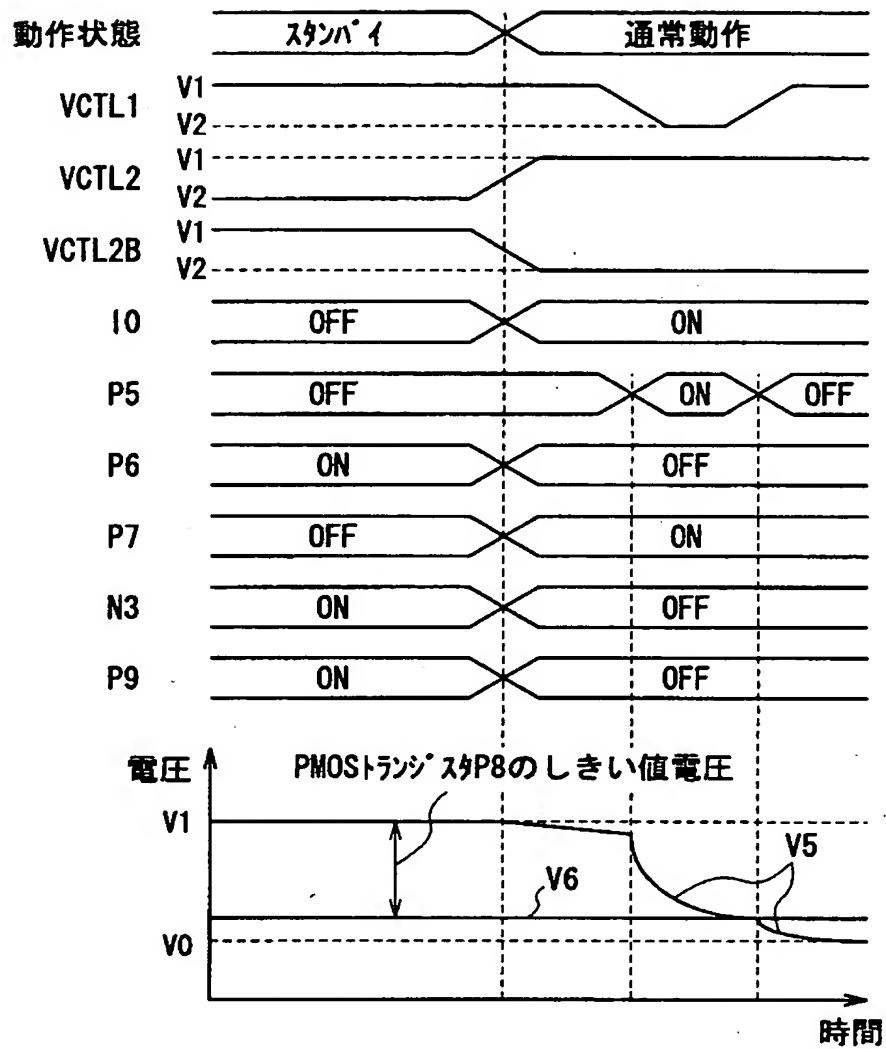 動作状態 スタンバイ 通常動作
VCTL1 V1
V2
VCTL2 V1
V2
VCTL2B V1
V2
I0 OFF ON
P5 OFF ON OFF
P6 ON OFF
P7 OFF ON
N3 ON OFF
P9 ON OFF
電圧 PMOSトランジスタP8のしきい値電圧
V1
V5
V6
V0
時間